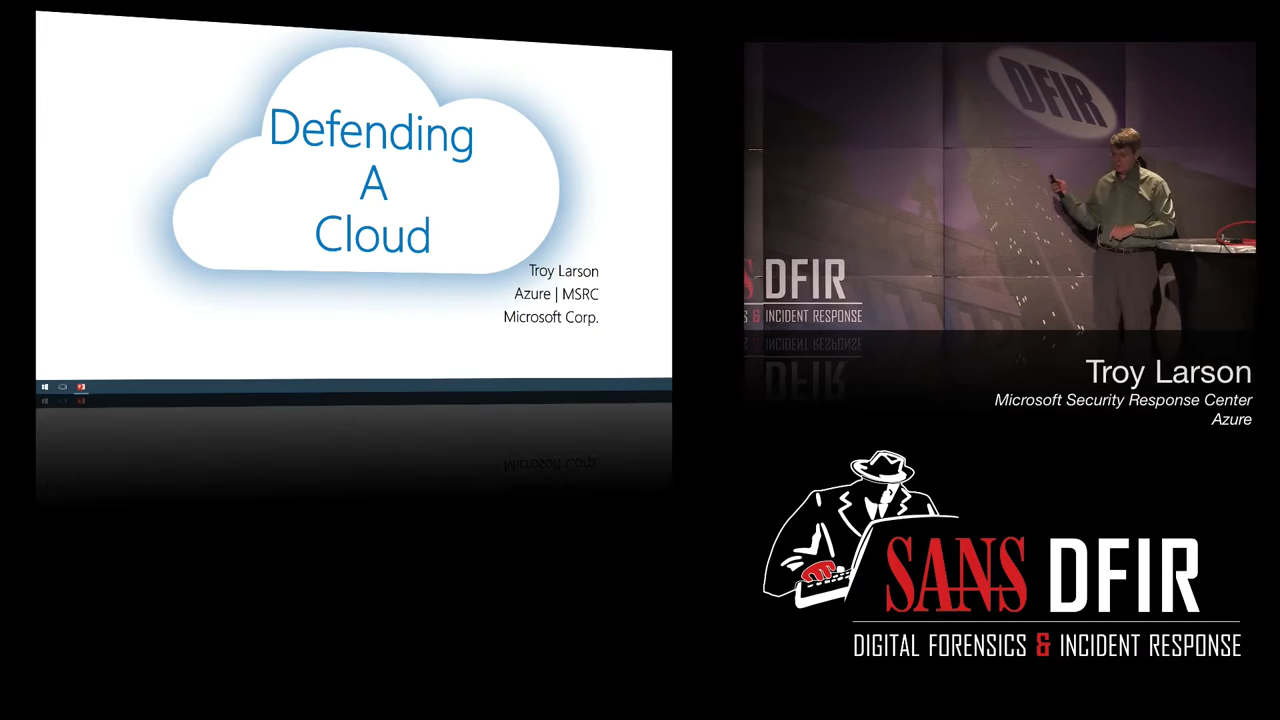 Defending
A
Cloud
Troy Larson
Azure | MSRC
Microsoft Corp.
DFIR
DFIR
S & INCIDENT RESPONSE
Troy Larson
Microsoft Security Response Center
Azure
SANS DFIR
DIGITAL FORENSICS & INCIDENT RESPONSE